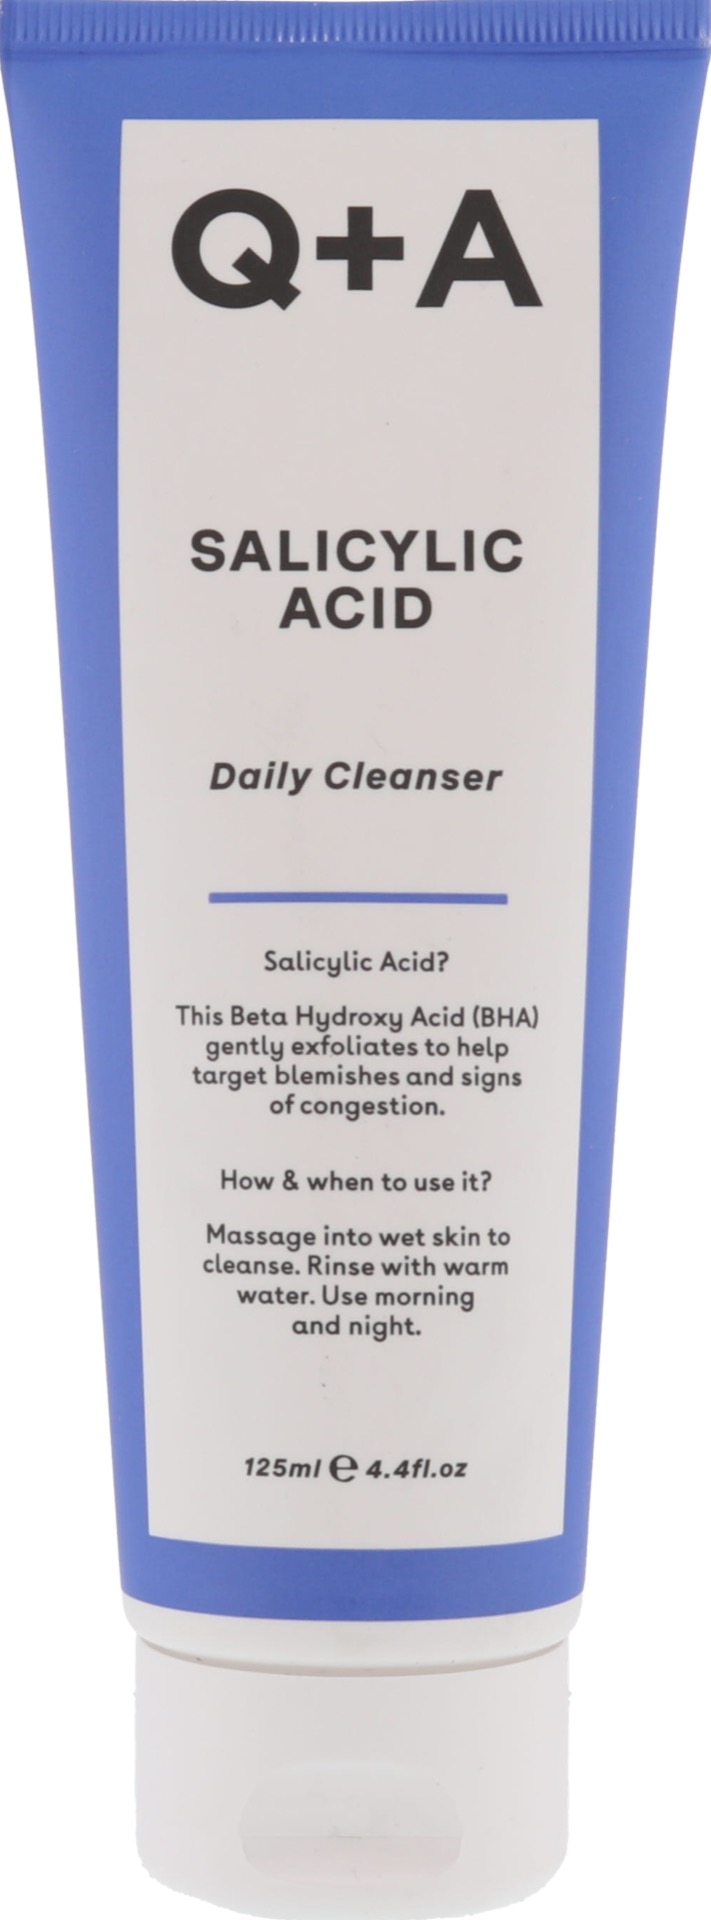 Q+A
SALICYLIC
ACID
Daily Cleanser
Salicylic Acid?
This Beta Hydroxy Acid (BHA)
gently exfoliates to help
target blemishes and signs
of congestion.
How & when to use it?
Massage into wet skin to
cleanse. Rinse with warm
water. Use morning
and night.
125ml ℮ 4.4fl.oz